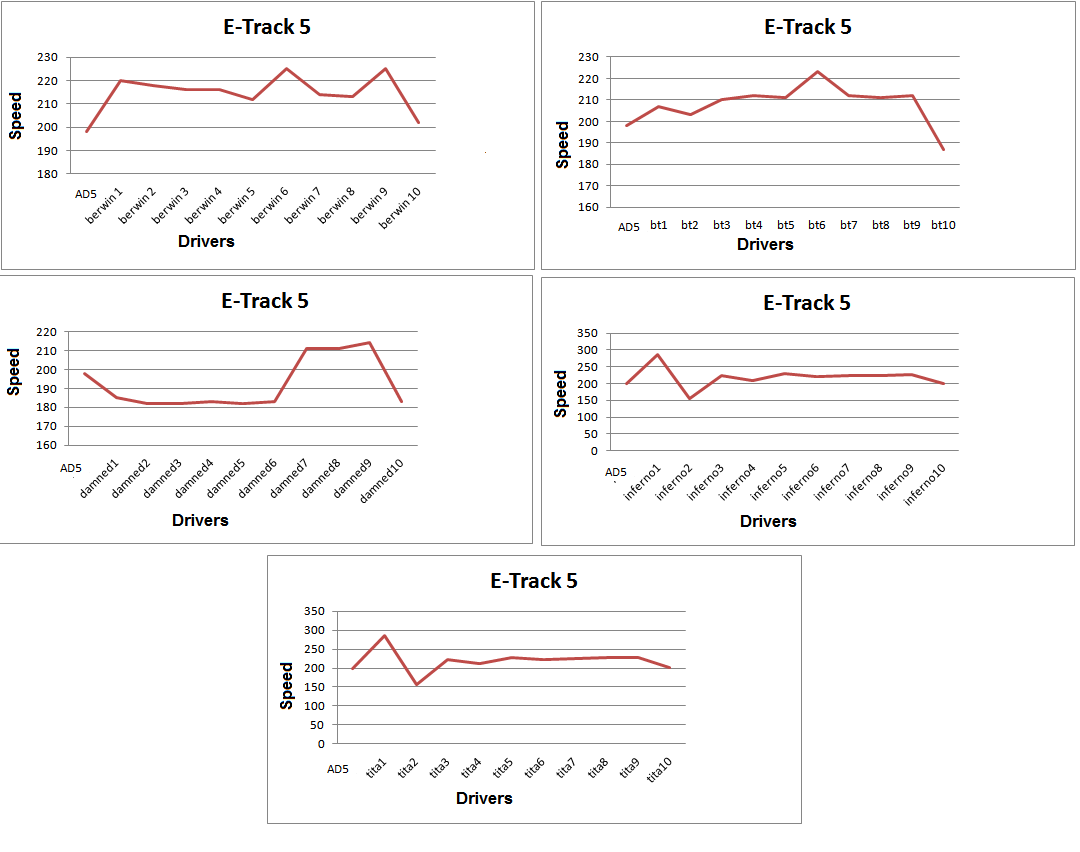 E-Track 5
230
220
210
200
190
180
Speed
AD5 berwin 1 berwin 2 berwin 3 berwin 4 berwin 5 berwin 6 berwin 7 berwin 8 berwin 9 berwin 10
Drivers
E-Track 5
230
220
210
200
190
180
170
160
Speed
AD5 bt1 bt2 bt3 bt4 bt5 bt6 bt7 bt8 bt9 bt10
Drivers
E-Track 5
220
210
200
190
180
170
160
Speed
AD5 damned1 damned2 damned3 damned4 damned5 damned6 damned7 damned8 damned9 damned10
Drivers
E-Track 5
350
300
250
200
150
100
50
0
Speed
AD5 inferno1 inferno2 inferno3 inferno4 inferno5 inferno6 inferno7 inferno8 inferno9 inferno10
Drivers
E-Track 5
350
300
250
200
150
100
50
0
Speed
AD5 tita1 tita2 tita3 tita4 tita5 tita6 tita7 tita8 tita9 tita10
Drivers